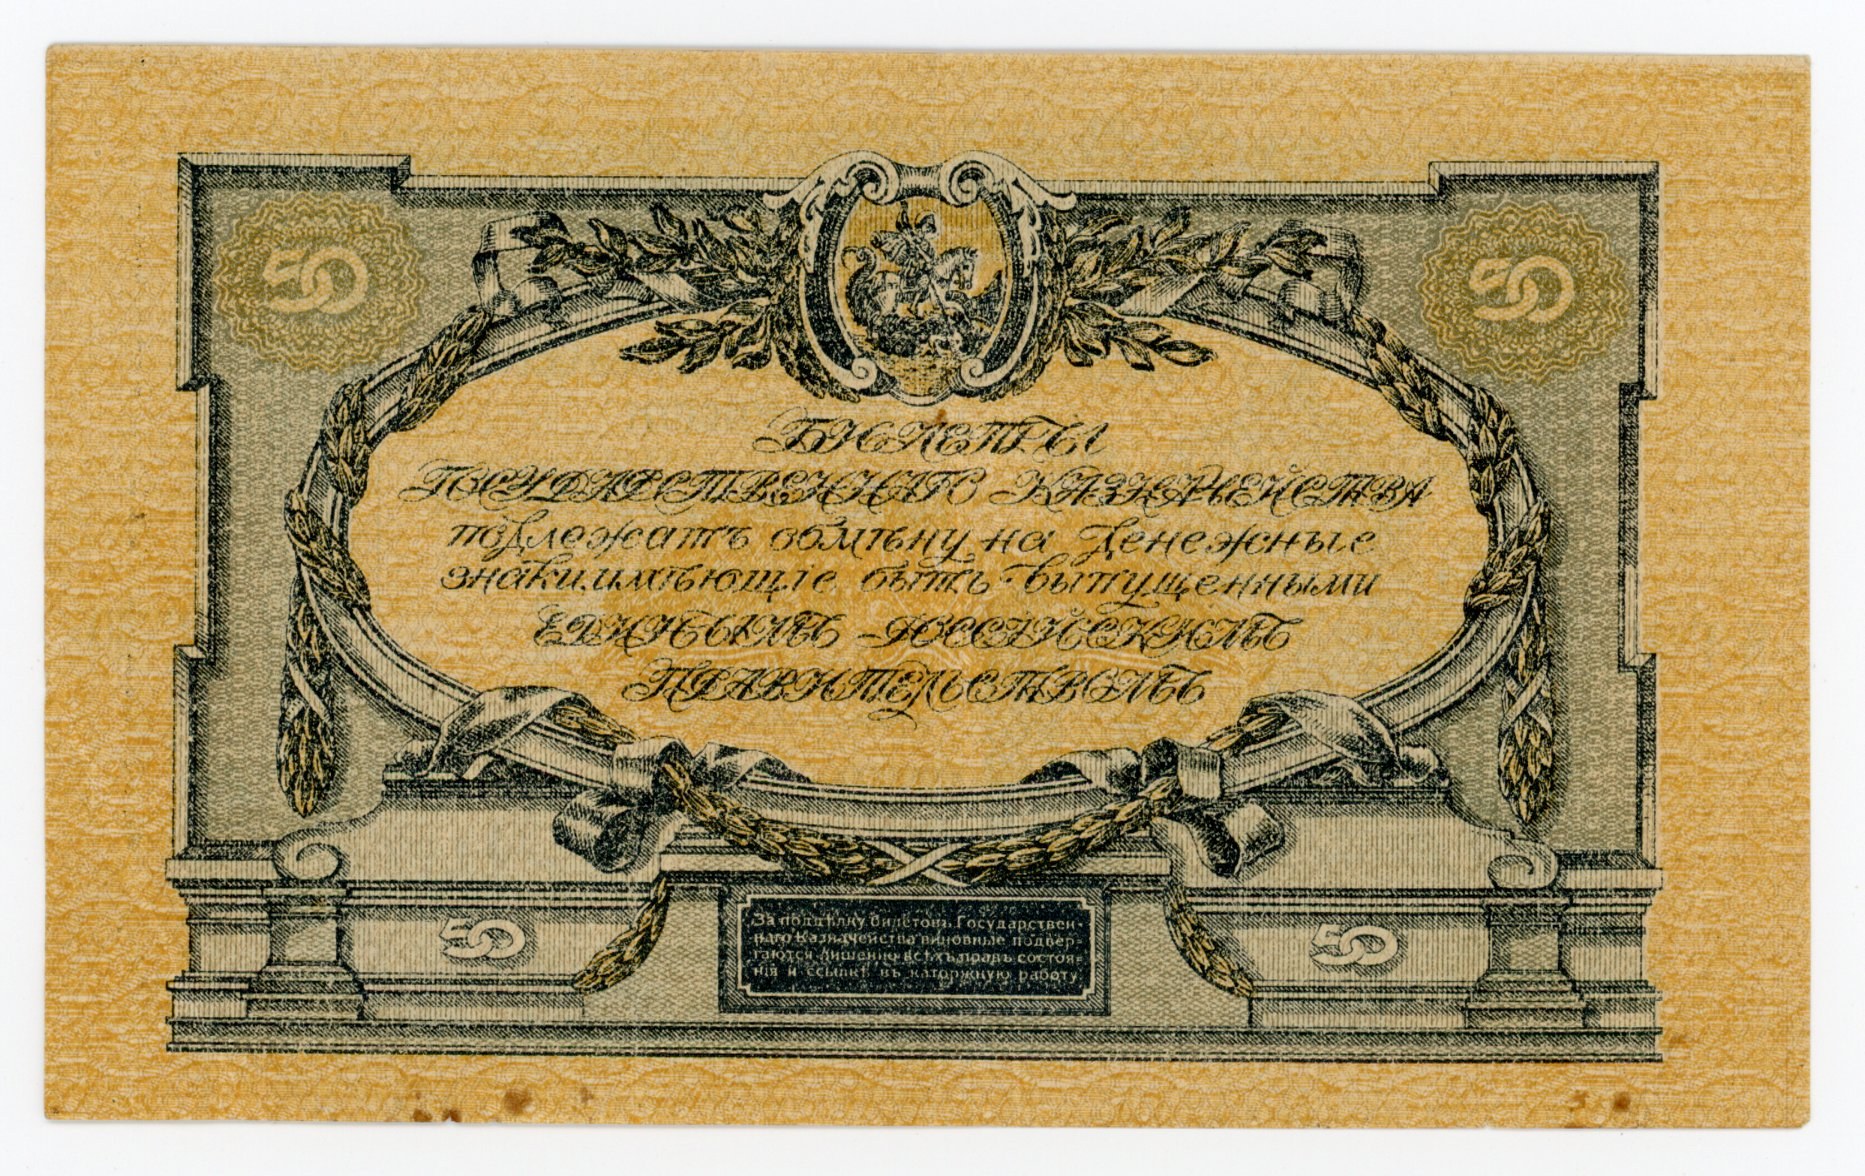 50
50
БИЛЕТЫ
ГОСУДАРСТВЕННАГО КАЗНАЧЕЙСТВА
подлежатъ обмѣну на денежные
знаки, имѣющіе быть выпущенными
ЕДИНЫМЪ РОССІЙСКИМЪ
ПРАВИТЕЛЬСТВОМЪ
50
50
За поддѣлку билетовъ Государствен-
наго Казначейства виновные подвер-
гаются лишенію всѣхъ правъ состоя-
нія и ссылкѣ въ каторжную работу.